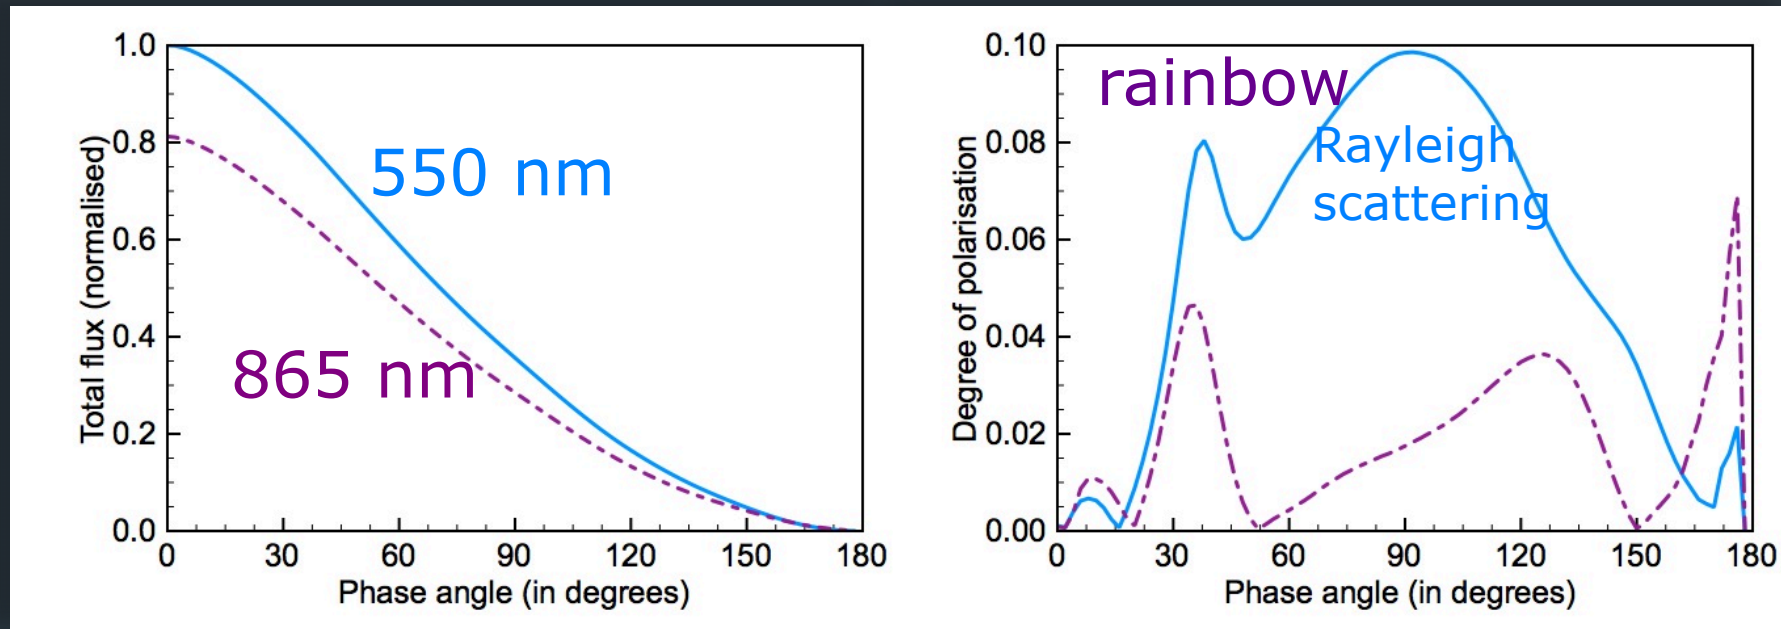 1.0
0.8
0.6
0.4
0.2
0.0
Total flux (normalised)
550 nm
865 nm
0 30 60 90 120 150 180
Phase angle (in degrees)
0.10
0.08
0.06
0.04
0.02
0.00
Degree of polarisation
rainbow
Rayleigh
scattering
0 30 60 90 120 150 180
Phase angle (in degrees)